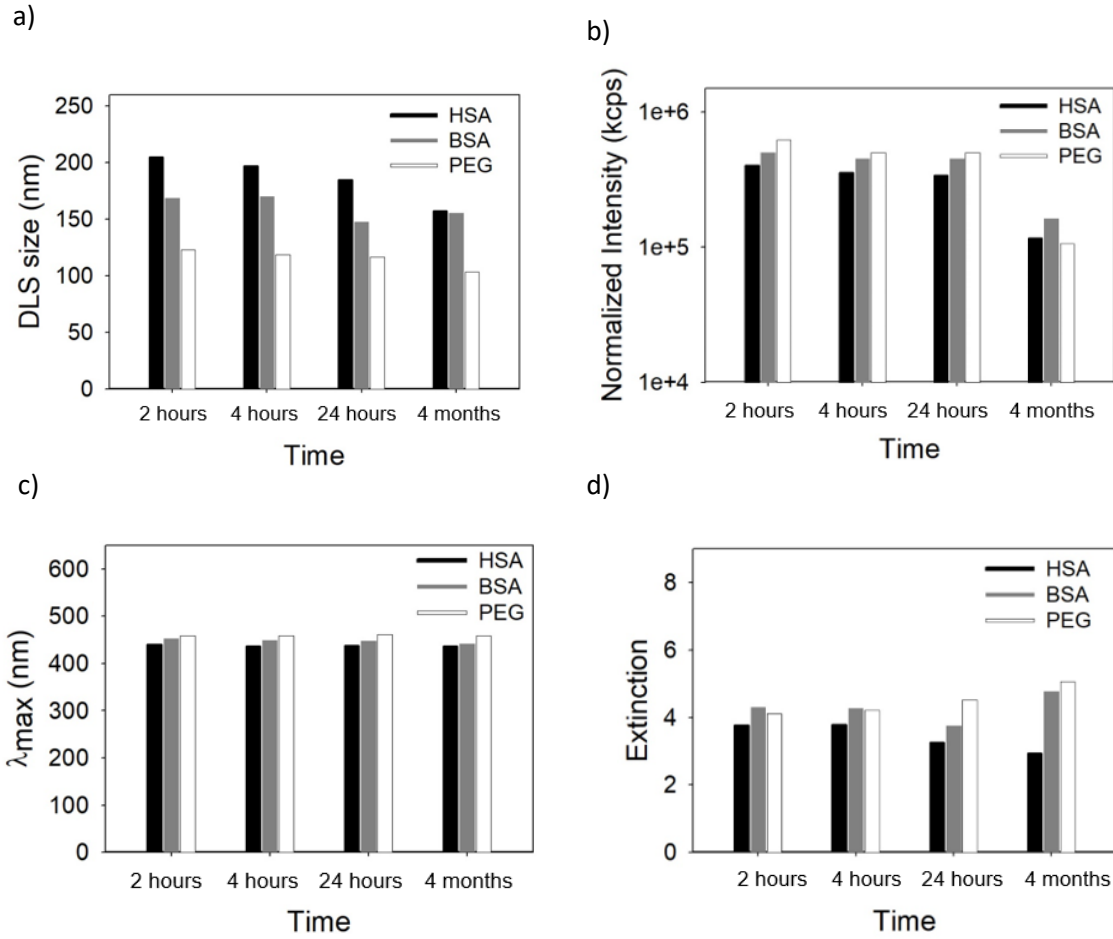 a)
250
200
150
100
50
0
DLS size (nm)
HSA
BSA
PEG
2 hours 4 hours 24 hours 4 months
Time
b)
1e+6
1e+5
1e+4
Normalized Intensity (kcps)
HSA
BSA
PEG
2 hours 4 hours 24 hours 4 months
Time
c)
600
500
400
300
200
100
0
λmax (nm)
HSA
BSA
PEG
2 hours 4 hours 24 hours 4 months
Time
d)
8
6
4
2
0
Extinction
HSA
BSA
PEG
2 hours 4 hours 24 hours 4 months
Time